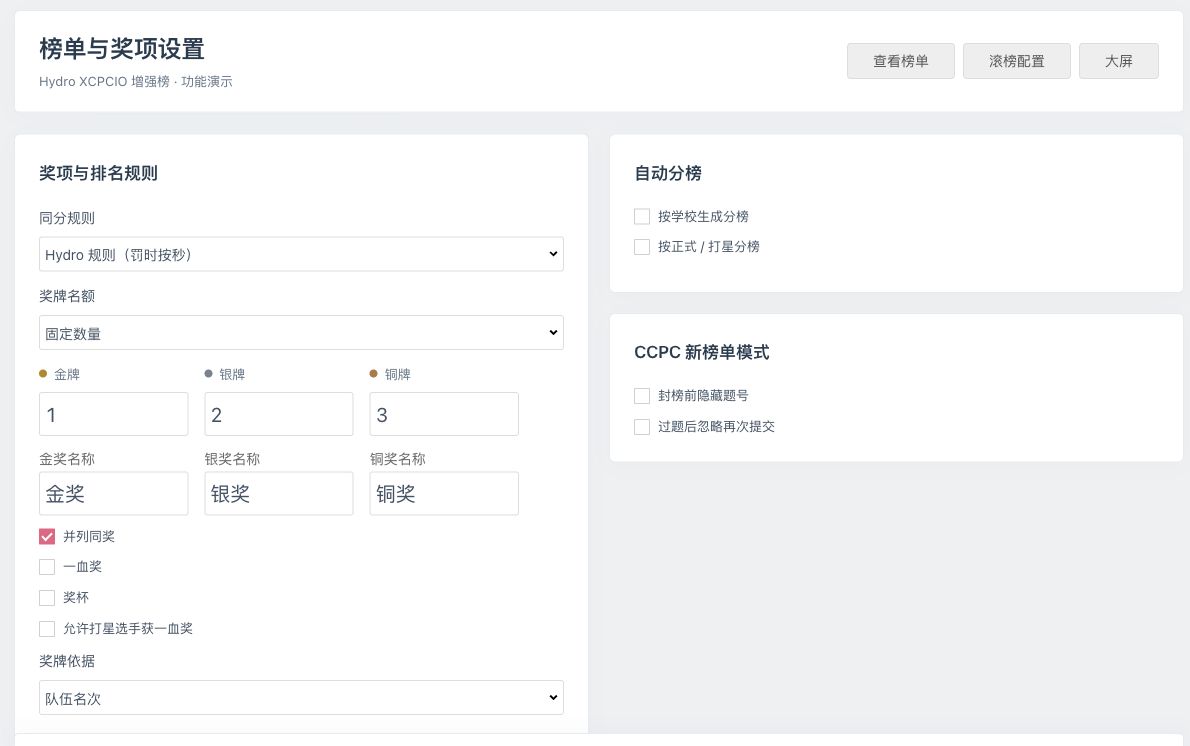 榜单与奖项设置
Hydro XCPCIO 增强榜 · 功能演示
查看榜单
滚榜配置
大屏
奖项与排名规则
同分规则
Hydro 规则（罚时按秒）
奖牌名额
固定数量
金牌 银牌 铜牌
1 2 3
金奖名称 银奖名称 铜奖名称
金奖 银奖 铜奖
并列同奖
一血奖
奖杯
允许打星选手获一血奖
奖牌依据
队伍名次
自动分榜
按学校生成分榜
按正式 / 打星分榜
CCPC 新榜单模式
封榜前隐藏题号
过题后忽略再次提交